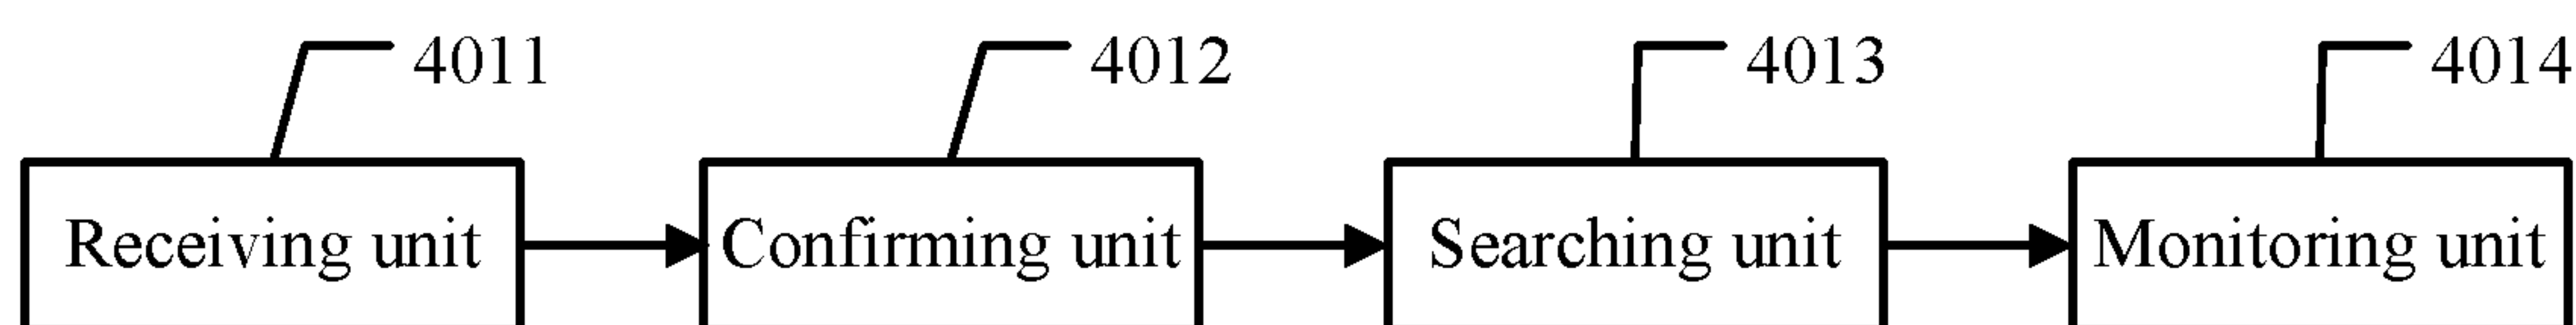 4011 4012 4013 4014
Receiving unit Confirming unit Searching unit Monitoring unit